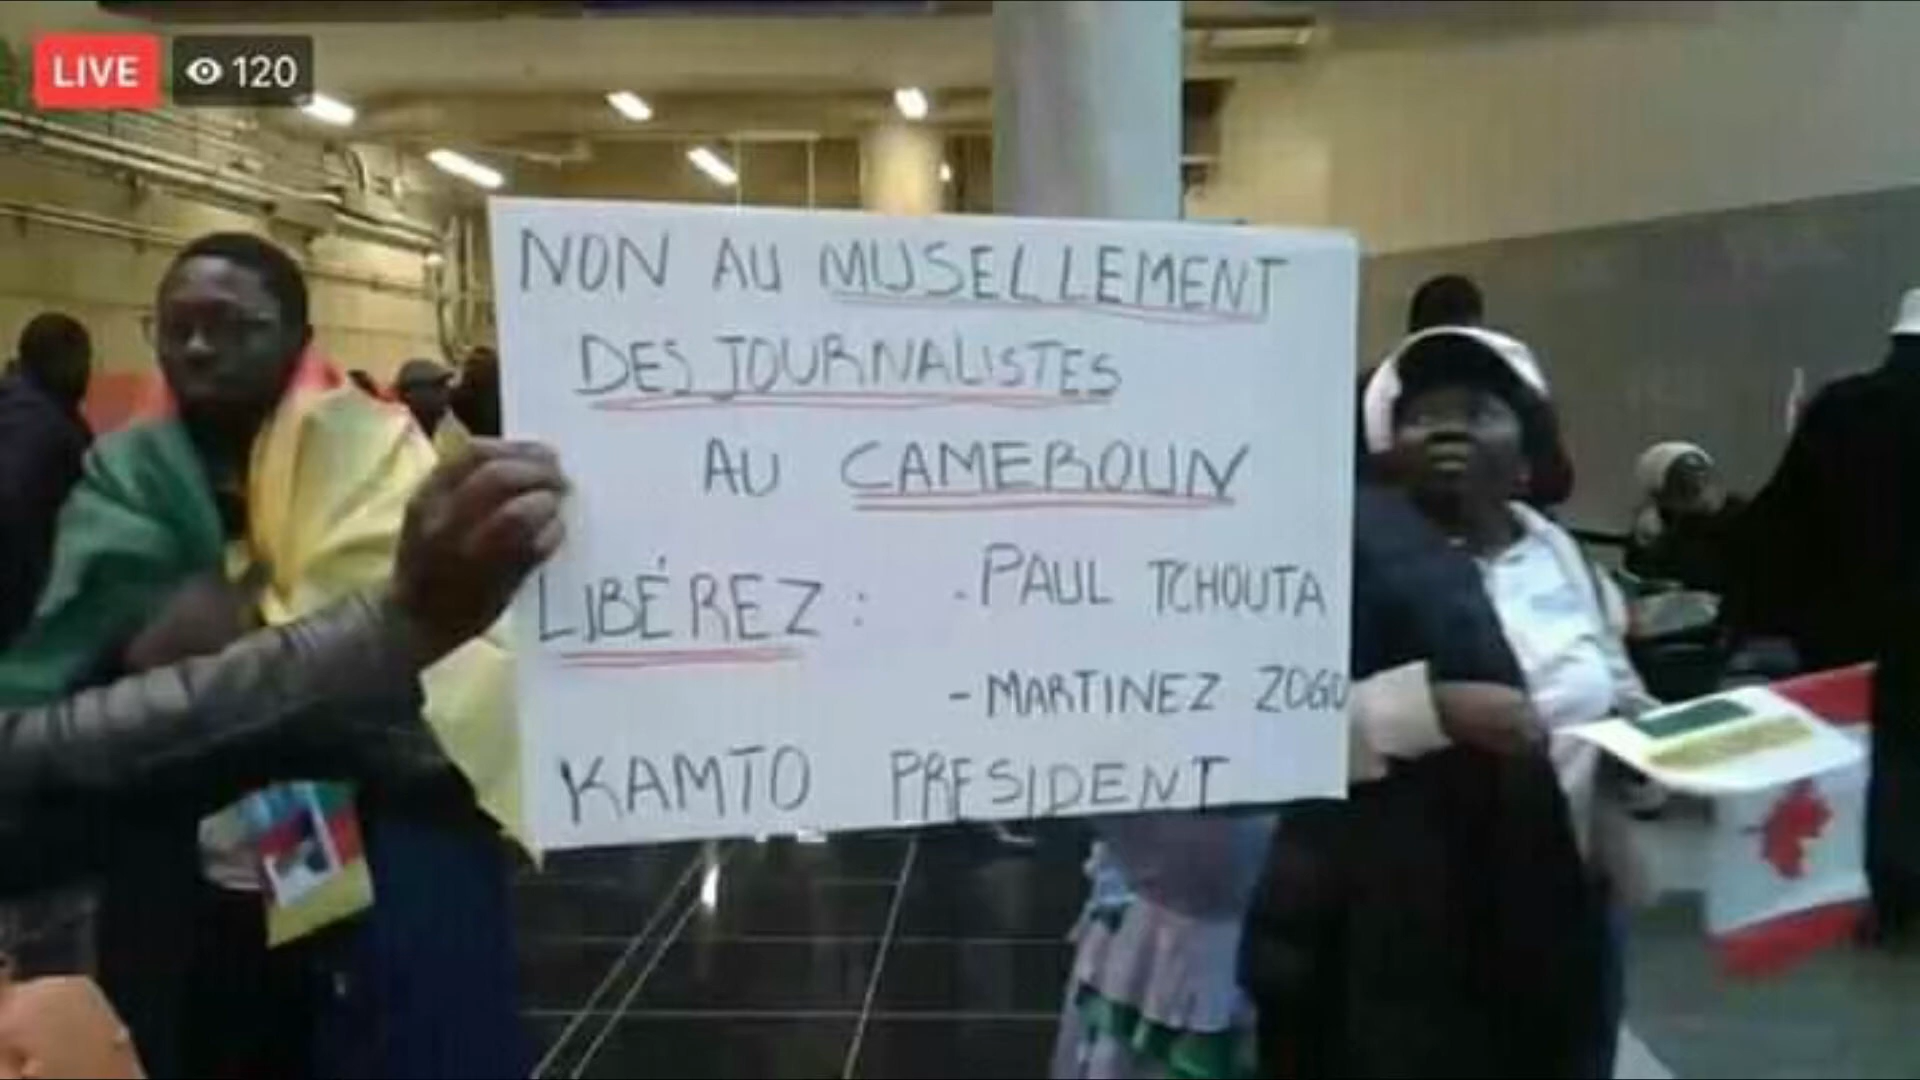 LIVE 120
NON AU MUSELLEMENT
DES JOURNALISTES
AU CAMEROUN
LIBÉREZ : . PAUL TCHOUTA
- MARTINEZ ZOGO
KAMTO PRESIDENT